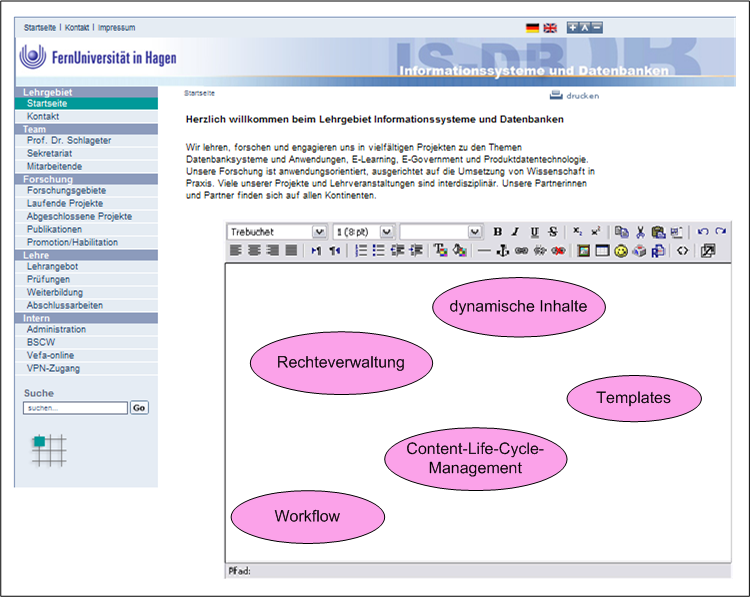 Startseite | Kontakt | Impressum
FernUniversität in Hagen
IS-DB
Informationssysteme und Datenbanken
Lehrgebiet
Startseite
Kontakt
Team
Prof. Dr. Schlageter
Sekretariat
Mitarbeitende
Forschung
Forschungsgebiete
Laufende Projekte
Abgeschlossene Projekte
Publikationen
Promotion/Habilitation
Lehre
Lehrangebot
Prüfungen
Weiterbildung
Abschlussarbeiten
Intern
Administration
BSCW
Vefa-online
VPN-Zugang
Suche
suchen...
Go
Startseite
drucken
Herzlich willkommen beim Lehrgebiet Informationssysteme und Datenbanken
Wir lehren, forschen und engagieren uns in vielfältigen Projekten zu den Themen
Datenbanksysteme und Anwendungen, E-Learning, E-Government und Produktdatentechnologie.
Unsere Forschung ist anwendungsorientiert, ausgerichtet auf die Umsetzung von Wissenschaft in
Praxis. Viele unserer Projekte und Lehrveranstaltungen sind interdisziplinär. Unsere Partnerinnen
und Partner finden sich auf allen Kontinenten.
Trebuchet 1 (8 pt) B I U S x₂ x²
dynamische Inhalte
Rechteverwaltung
Templates
Content-Life-Cycle-
Management
Workflow
Pfad: